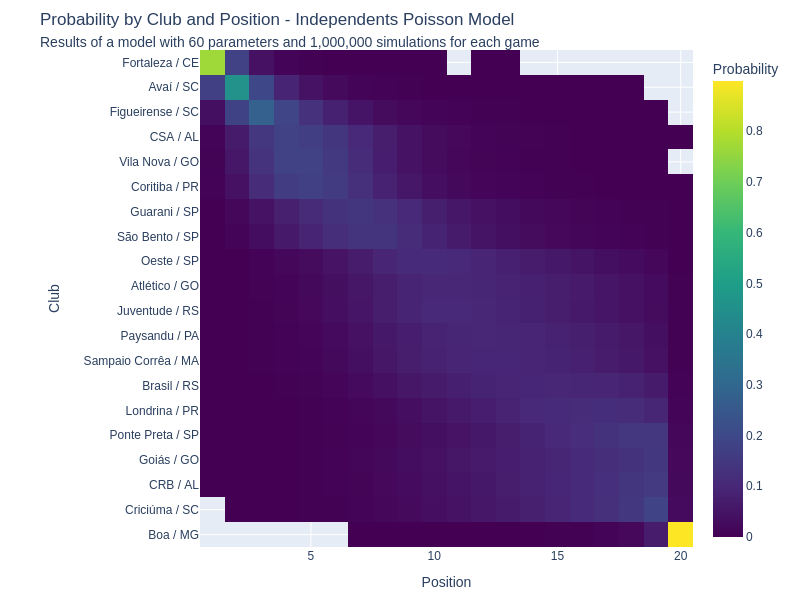 Probability by Club and Position - Independents Poisson Model
Results of a model with 60 parameters and 1,000,000 simulations for each game
Probability
Fortaleza / CE
Avaí / SC
Figueirense / SC
CSA / AL
Vila Nova / GO
Coritiba / PR
Guarani / SP
São Bento / SP
Oeste / SP
Atlético / GO
Juventude / RS
Paysandu / PA
Sampaio Corrêa / MA
Brasil / RS
Londrina / PR
Ponte Preta / SP
Goiás / GO
CRB / AL
Criciúma / SC
Boa / MG
Club
5
10
15
20
Position
0.8
0.7
0.6
0.5
0.4
0.3
0.2
0.1
0